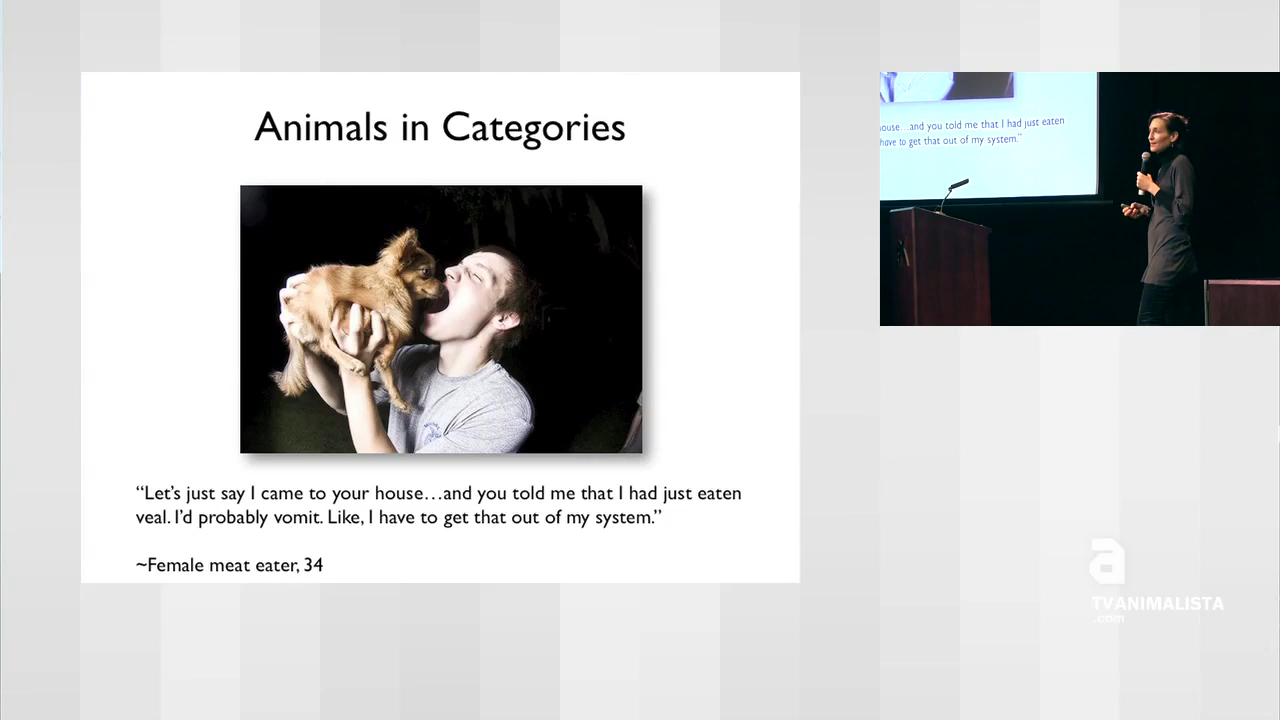 Animals in Categories
“Let’s just say I came to your house…and you told me that I had just eaten
veal. I’d probably vomit. Like, I have to get that out of my system.”
~Female meat eater, 34
ouse…and you told me that I had just eaten
have to get that out of my system.”
a
TVANIMALISTA
.com